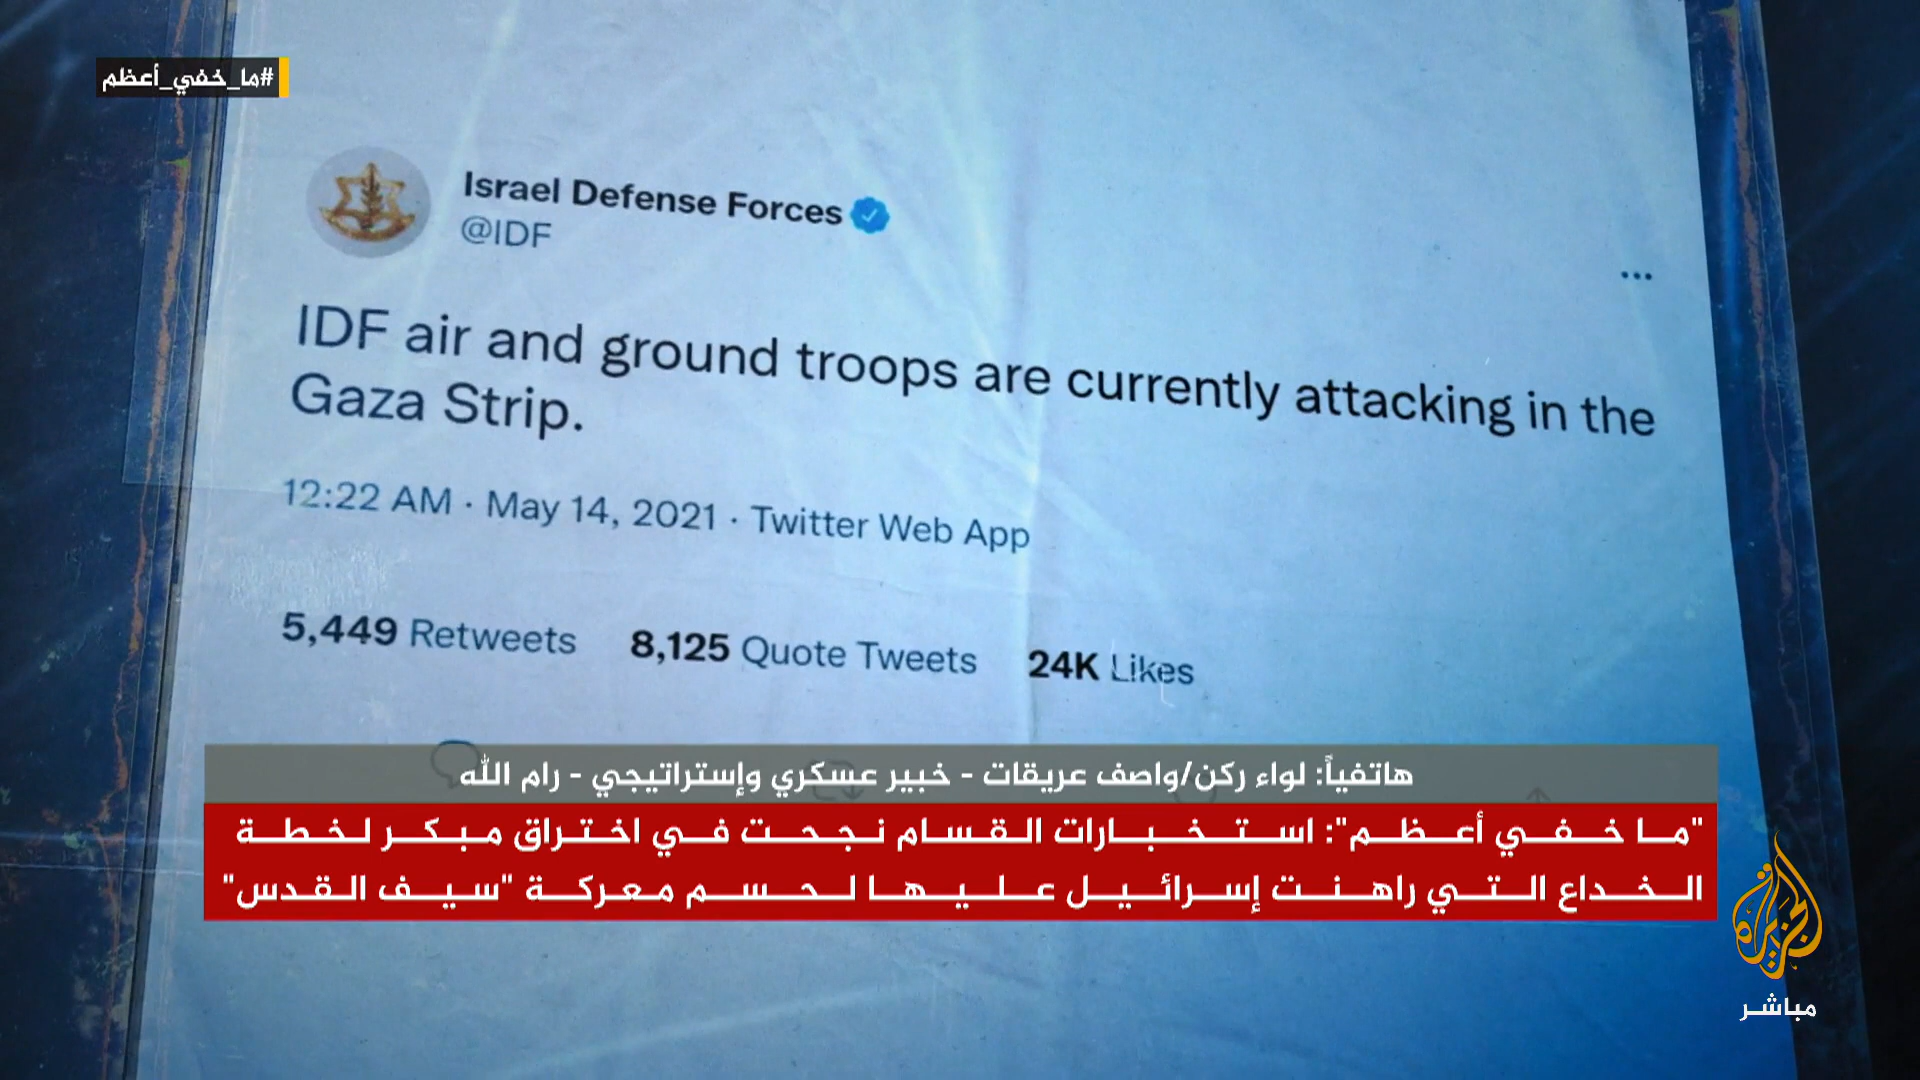 #ما_خفي_أعظم
Israel Defense Forces
@IDF
IDF air and ground troops are currently attacking in the
Gaza Strip.
12:22 AM · May 14, 2021 · Twitter Web App
5,449 Retweets 8,125 Quote Tweets 24K Likes
هاتفياً: لواء ركن/واصف عريقات - خبير عسكري وإستراتيجي - رام الله
"ما خفي أعظم": استخبارات القسام نجحت في اختراق مبكر لخطة
الخداع التي راهنت إسرائيل عليها لحسم معركة "سيف القدس"
الجزيرة
مباشر